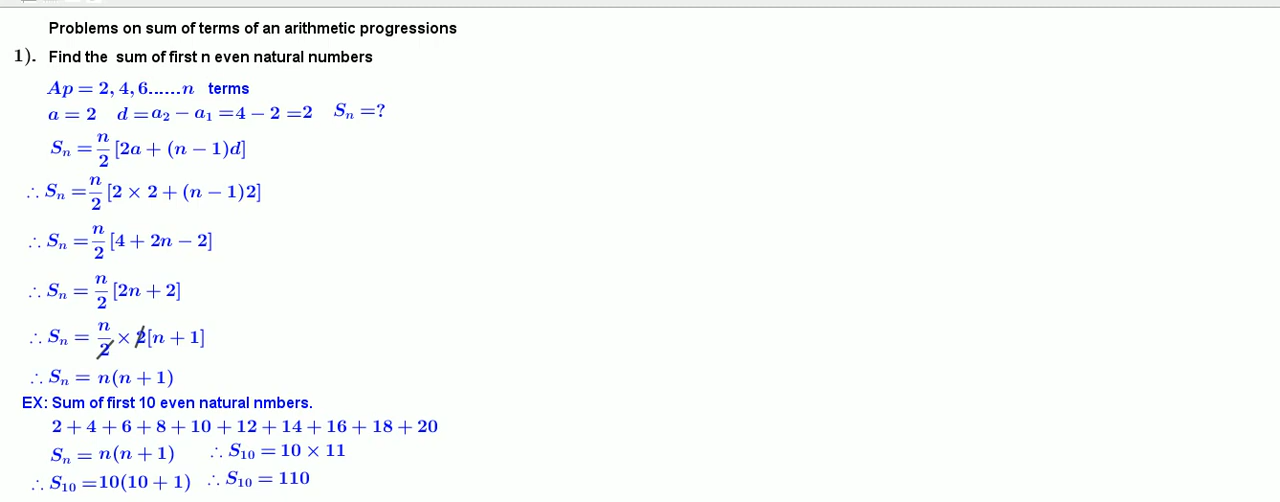 Problems on sum of terms of an arithmetic progressions
1). Find the sum of first n even natural numbers
Ap = 2, 4, 6......n terms
a = 2 d = a₂ − a₁ = 4 − 2 = 2 Sₙ = ?
Sₙ = n/2 [2a + (n − 1)d]
∴ Sₙ = n/2 [2 × 2 + (n − 1)2]
∴ Sₙ = n/2 [4 + 2n − 2]
∴ Sₙ = n/2 [2n + 2]
∴ Sₙ = n/2 × 2[n + 1]
∴ Sₙ = n(n + 1)
EX: Sum of first 10 even natural nmbers.
2 + 4 + 6 + 8 + 10 + 12 + 14 + 16 + 18 + 20
Sₙ = n(n + 1) ∴ S₁₀ = 10 × 11
∴ S₁₀ = 10(10 + 1) ∴ S₁₀ = 110